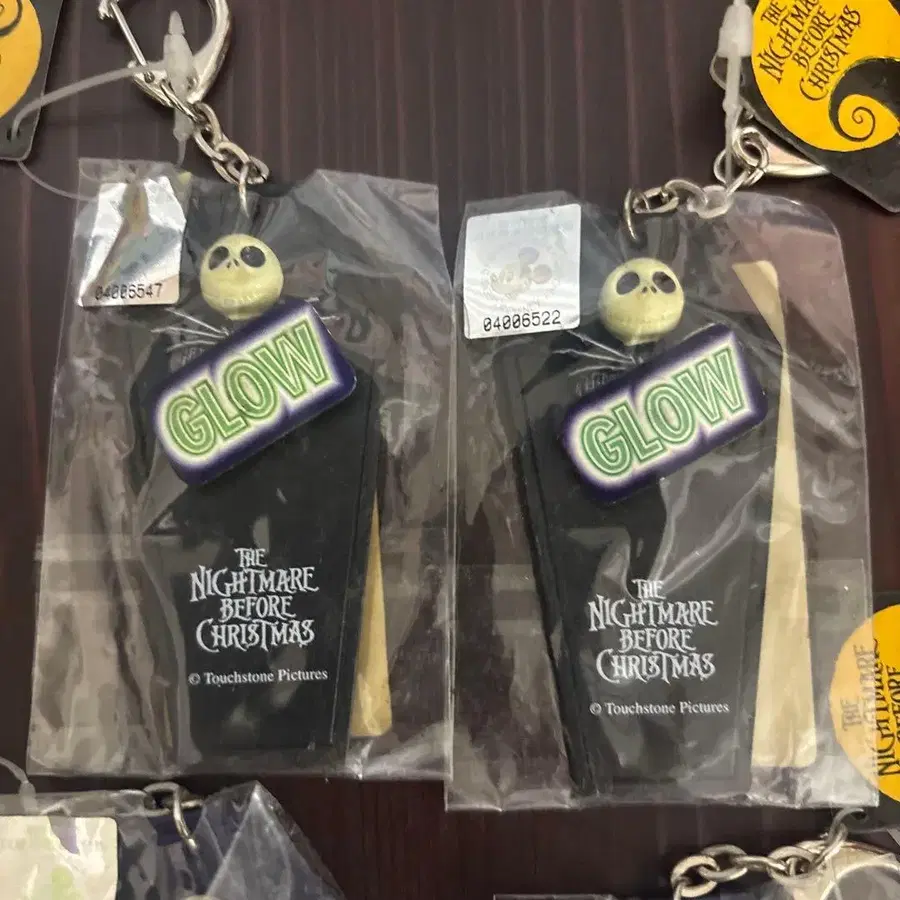 THE
NIGHTMARE
BEFORE
CHRISTMAS
04006547
GLOW
THE
NIGHTMARE
BEFORE
CHRISTMAS
© Touchstone Pictures
04006522
GLOW
THE
NIGHTMARE
BEFORE
CHRISTMAS
© Touchstone Pictures
THE
NIGHTMARE
BEFORE